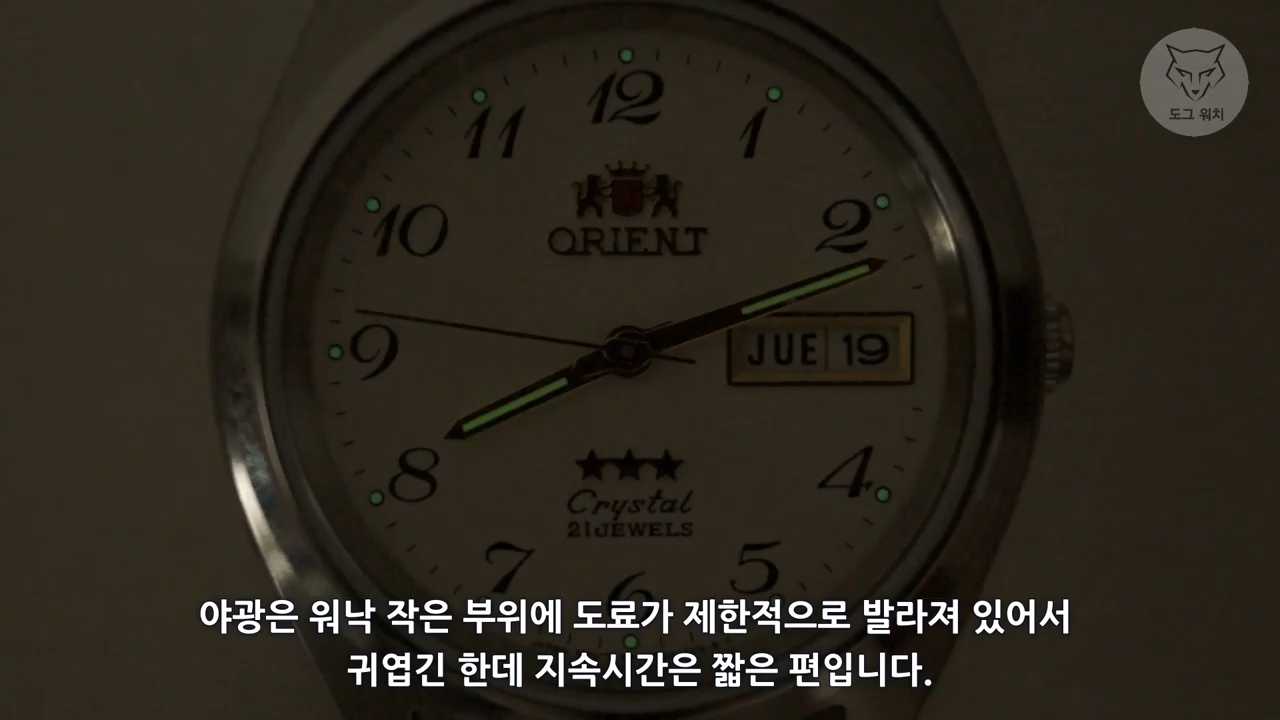 도그 워치
12
11
1
10
2
ORIENT
9
JUE 19
8
4
Crystal
21 JEWELS
7
5
6
야광은 워낙 작은 부위에 도료가 제한적으로 발라져 있어서
귀엽긴 한데 지속시간은 짧은 편입니다.